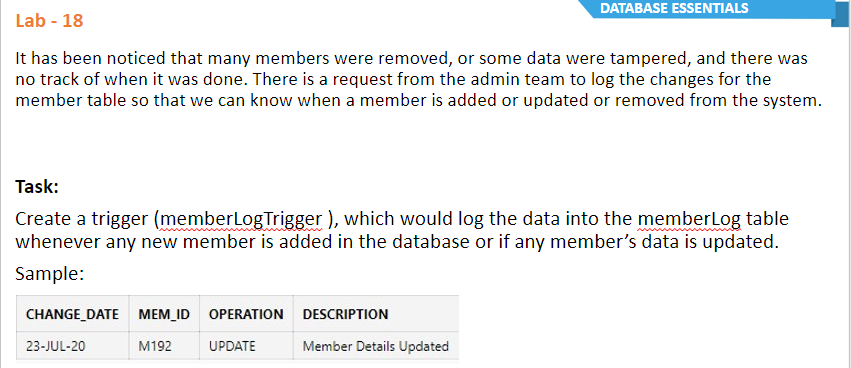 DATABASE ESSENTIALS
Lab - 18
It has been noticed that many members were removed, or some data were tampered, and there was
no track of when it was done. There is a request from the admin team to log the changes for the
member table so that we can know when a member is added or updated or removed from the system.
Task:
Create a trigger (memberLogTrigger ), which would log the data into the memberLog table
whenever any new member is added in the database or if any member’s data is updated.
Sample:
CHANGE_DATE MEM_ID OPERATION DESCRIPTION
23-JUL-20 M192 UPDATE Member Details Updated